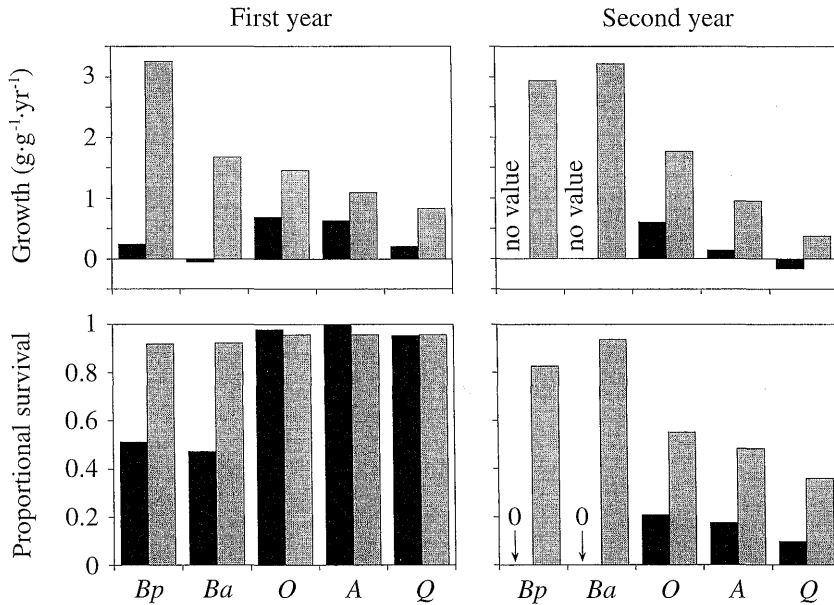 First year
Second year
Growth (g·g⁻¹·yr⁻¹)
3
2
1
0
no value
no value
Proportional survival
1
0.8
0.6
0.4
0.2
0
0
0
Bp Ba O A Q
Bp Ba O A Q